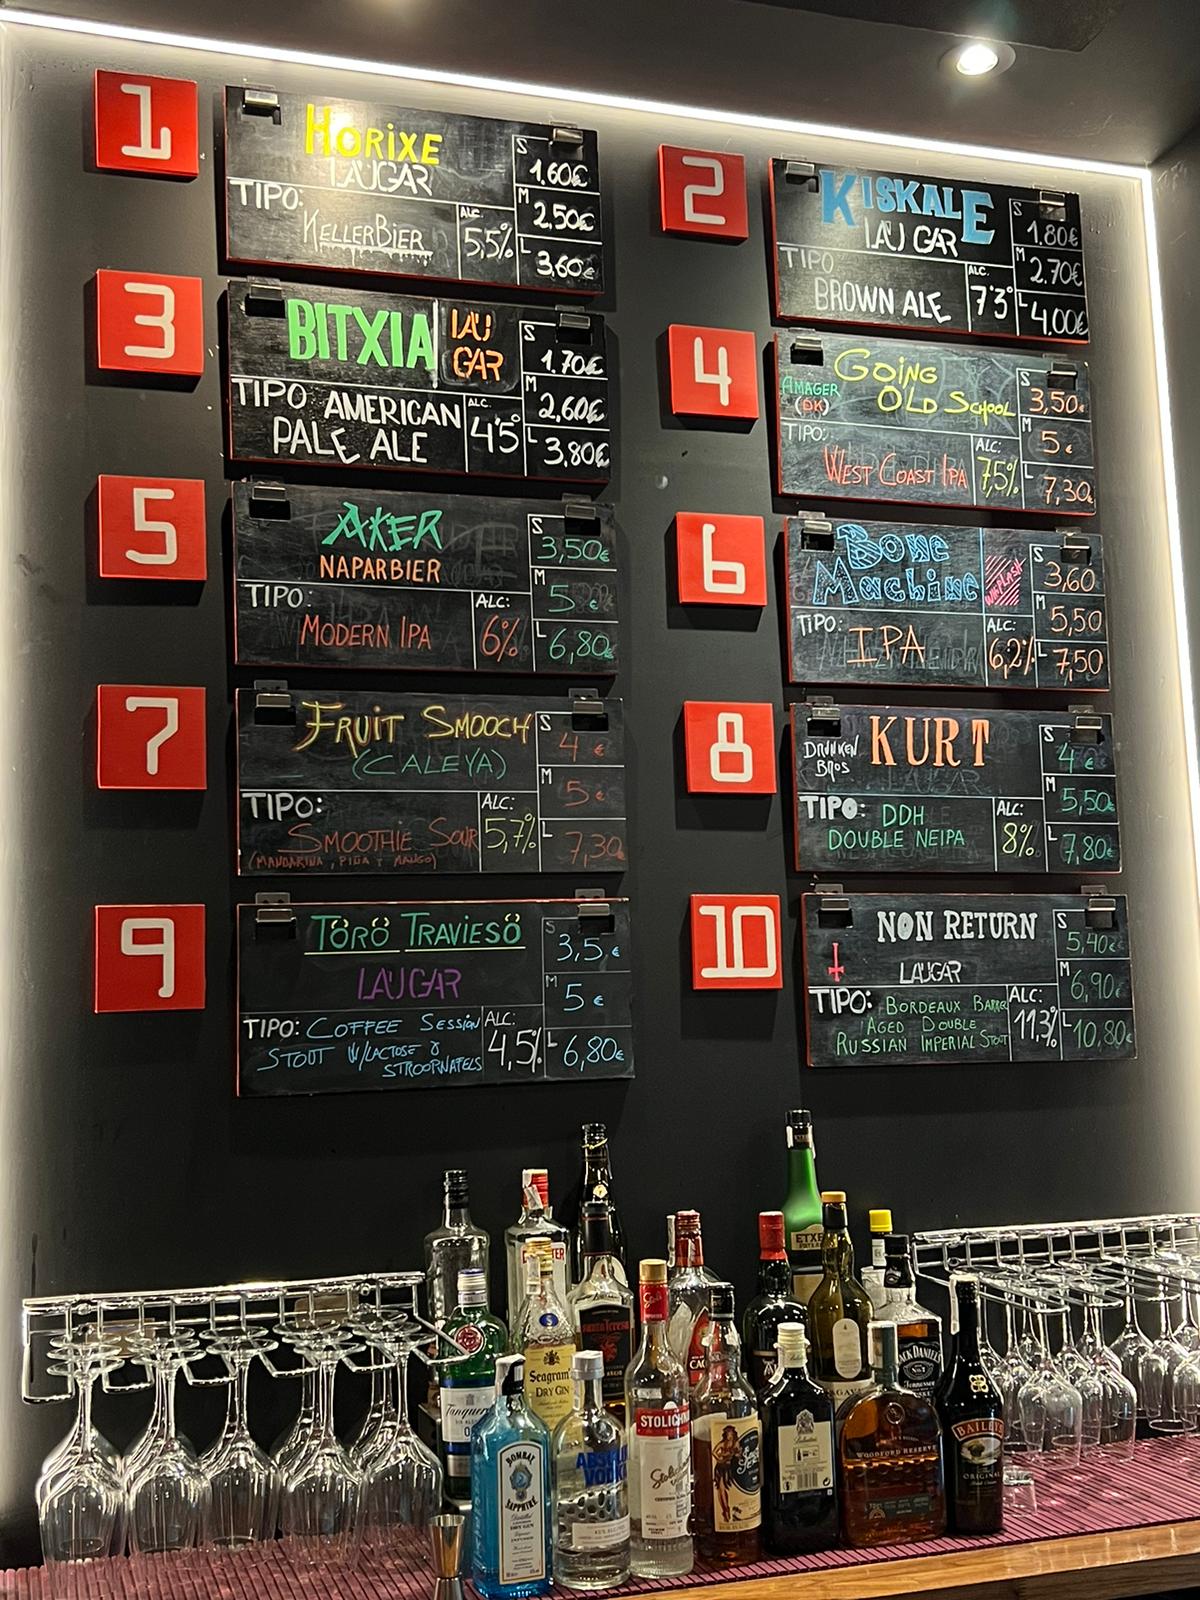 1
HORIXE
LAUGAR
TIPO:
KELLERBIER
ALC.
5,5%
S
1,60€
M
2,50€
L
3,60€
2
KISKALE
LAUGAR
TIPO
BROWN ALE
ALC.
7'3°
S
1.80€
M
2.70€
L
4,00€
3
BITXIA
LAU
GAR
TIPO AMERICAN
PALE ALE
ALC.
4'5°
S
1.70€
M
2,60€
L
3,80€
4
GOING
OLD SCHOOL
AMAGER
(DK)
TIPO:
WEST COAST IPA
ALC:
7,5%
S
3,50€
M
5 €
L
7,30€
5
AKER
NAPARBIER
TIPO:
MODERN IPA
ALC:
6%
S
3,50€
M
5 €
L
6,80€
6
Bone
Machine
WHIPLASH
TIPO:
IPA
ALC:
6,2%
S
3,60
M
5,50
L
7,50
7
FRUIT SMOOCH
(CALEYA)
TIPO:
SMOOTHIE SOUR
(MANDARINA, PIÑA Y MANGO)
ALC:
5,7%
S
4 €
M
5 €
L
7,30€
8
DRUNKEN
BROS
KURT
TIPO: DDH
DOUBLE NEIPA
ALC:
8%
S
4 €
M
5,50€
L
7,80€
9
TÖRÖ TRAVIESÖ
LAUGAR
TIPO: COFFEE SESSION
STOUT W/LACTOSE &
STROOPNAFELS
ALC:
4,5%
S
3,5 €
M
5 €
L
6,80€
10
NON RETURN
LAUGAR
TIPO: BORDEAUX BARREL
AGED DOUBLE
RUSSIAN IMPERIAL STOUT
ALC:
11,3%
S
5,40€
M
6,90€
L
10,80€
Seagram's
DRY GIN
Tanqueray
BOMBAY
SAPPHIRE
ABSOLUT
VODKA
santa Teresa
STOLICHNAYA
Ballantine's
JACK DANIEL'S
Tennessee
WOODFORD RESERVE
BAILEYS
ORIGINAL